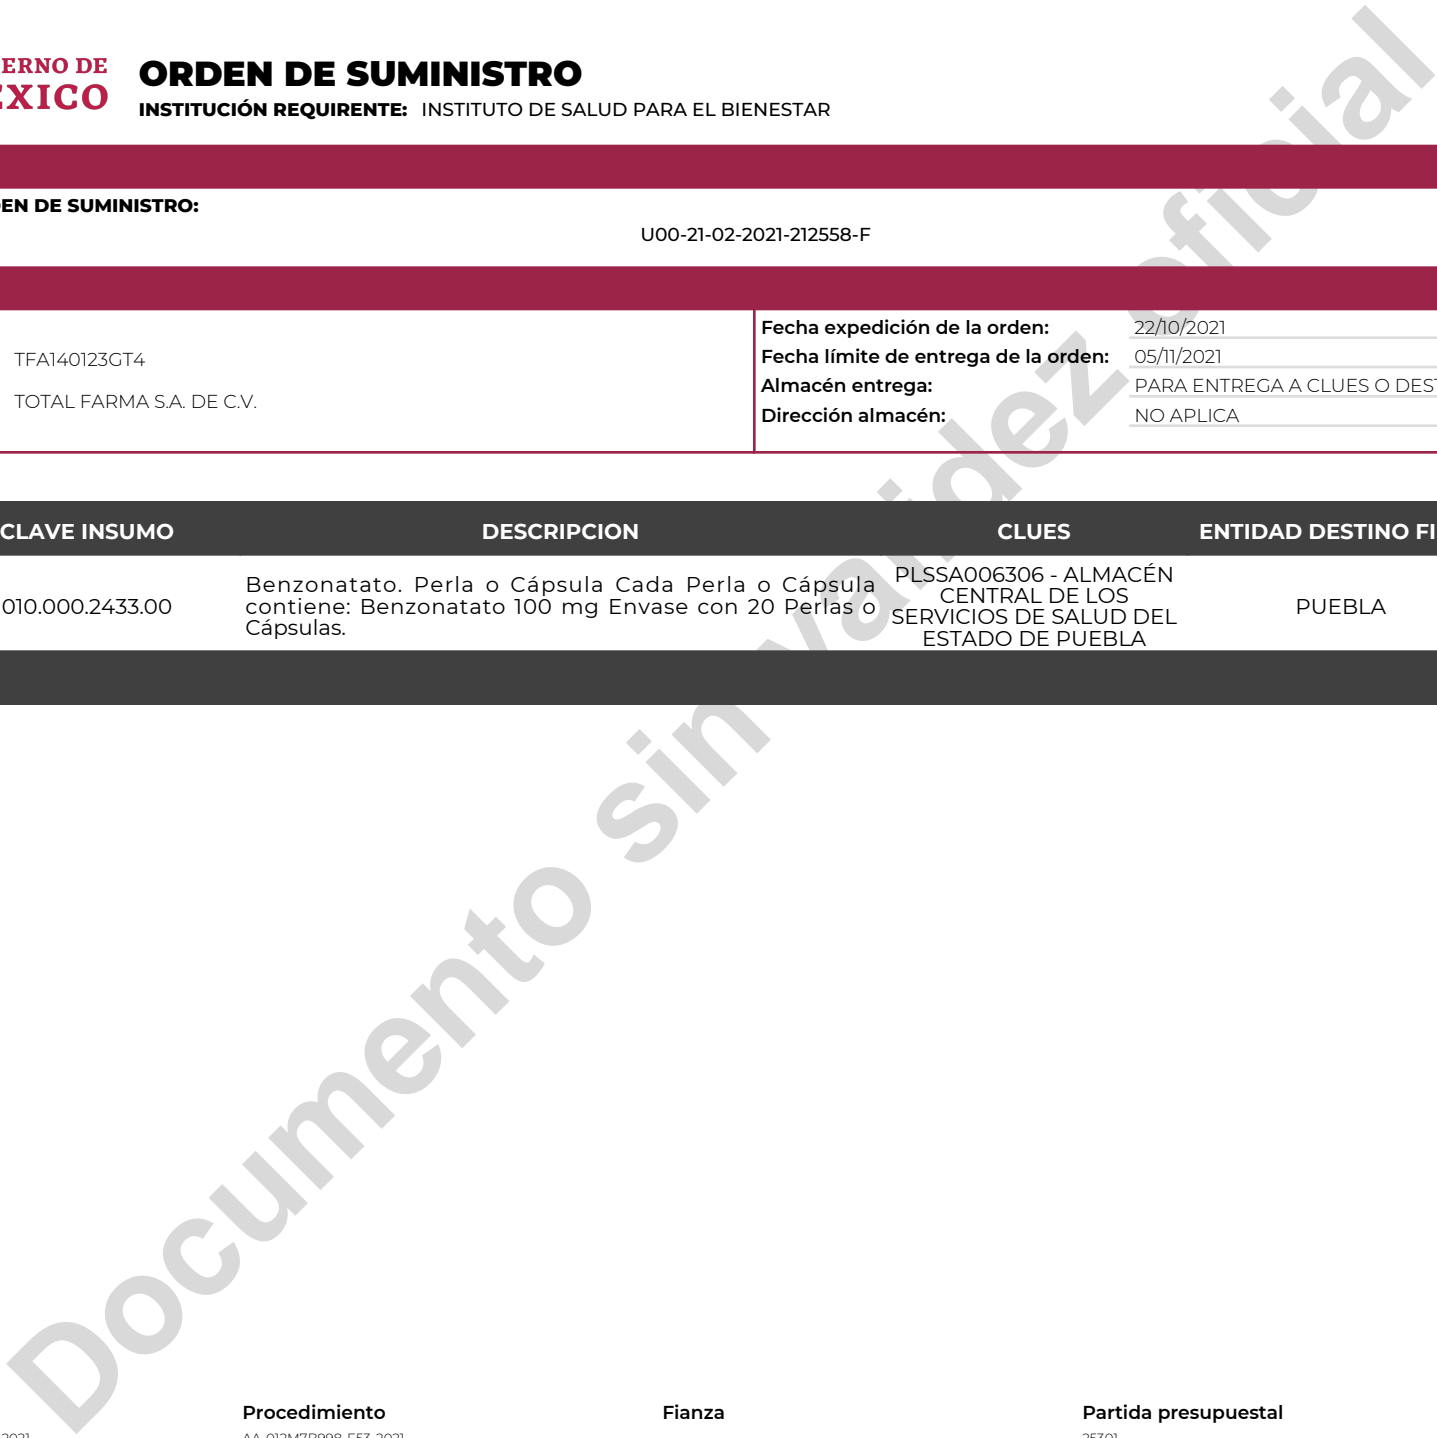 ERNO DE
EXICO
ORDEN DE SUMINISTRO
INSTITUCIÓN REQUIRENTE: INSTITUTO DE SALUD PARA EL BIENESTAR
EN DE SUMINISTRO:
U00-21-02-2021-212558-F
TFA140123GT4
TOTAL FARMA S.A. DE C.V.
Fecha expedición de la orden: 22/10/2021
Fecha límite de entrega de la orden: 05/11/2021
Almacén entrega: PARA ENTREGA A CLUES O DEST
Dirección almacén: NO APLICA
CLAVE INSUMO DESCRIPCION CLUES ENTIDAD DESTINO FI
010.000.2433.00
Benzonatato. Perla o Cápsula Cada Perla o Cápsula
contiene: Benzonatato 100 mg Envase con 20 Perlas o
Cápsulas.
PLSSA006306 - ALMACÉN
CENTRAL DE LOS
SERVICIOS DE SALUD DEL
ESTADO DE PUEBLA
PUEBLA
Documento sin validez oficial
Procedimiento Fianza Partida presupuestal